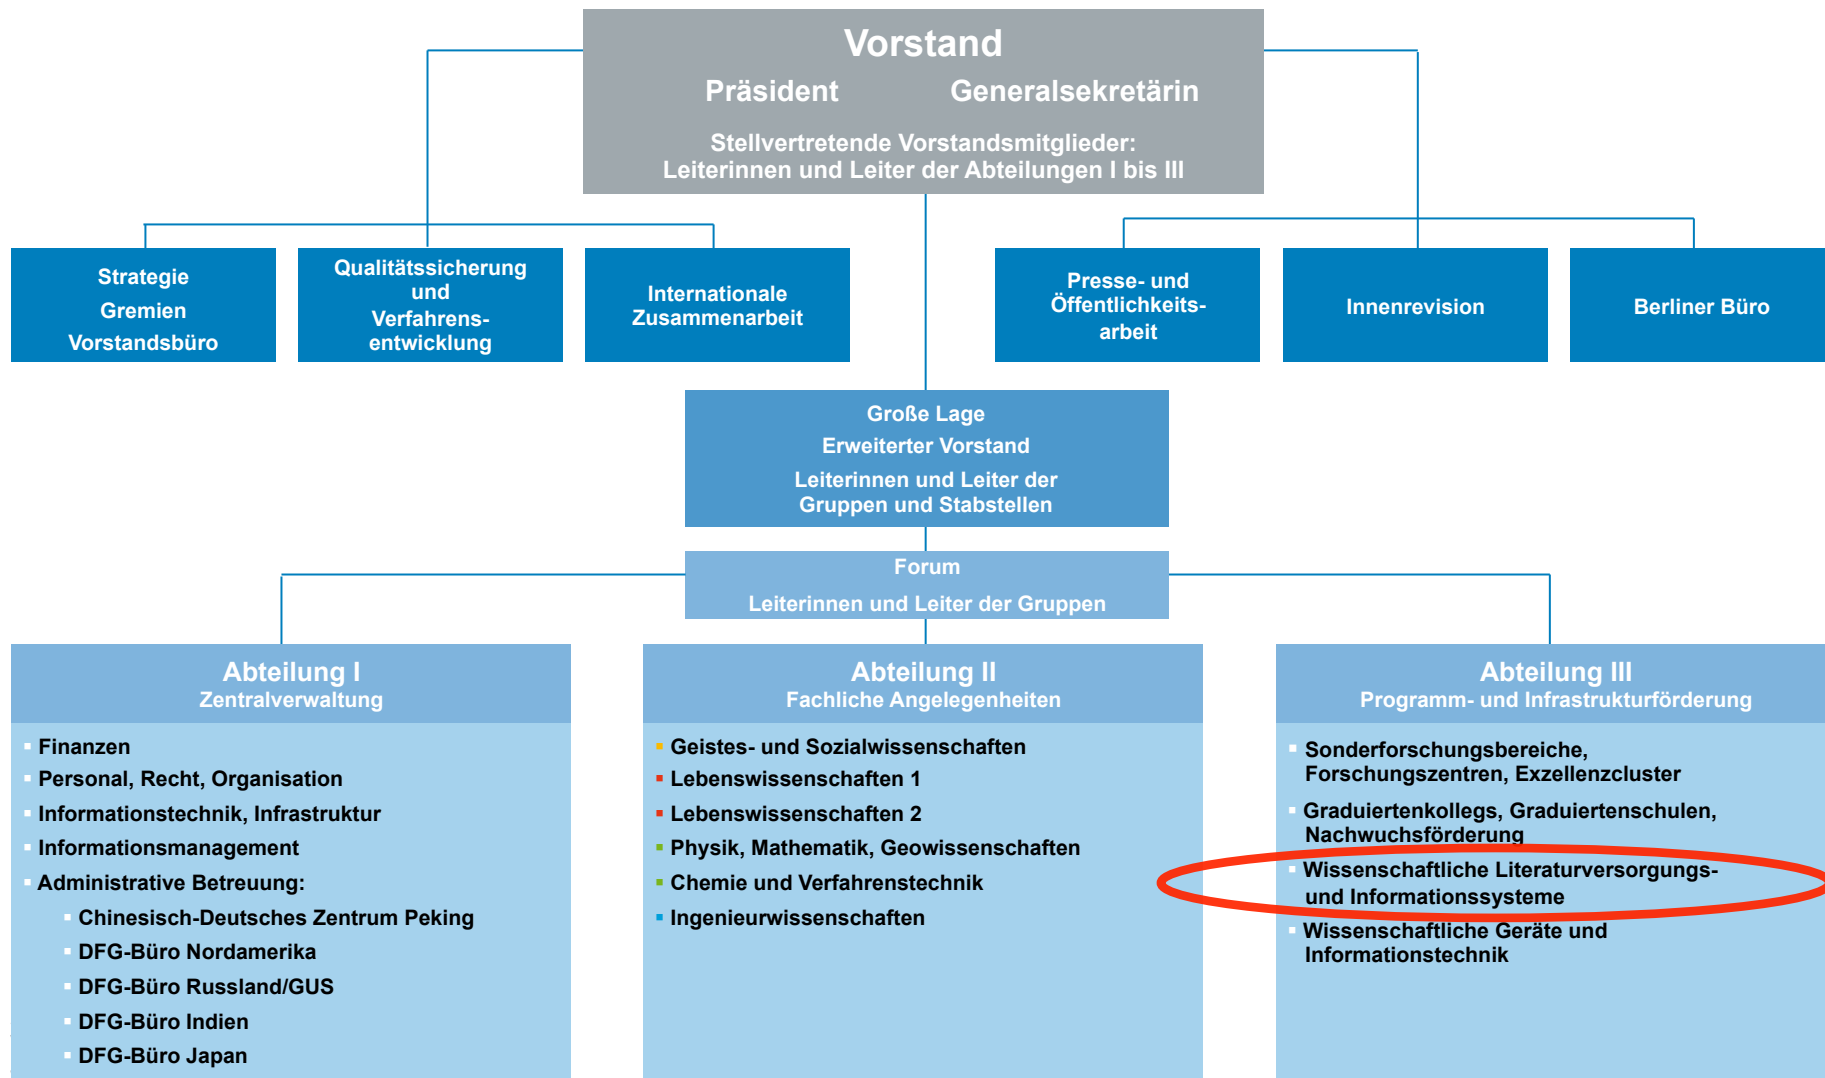 Vorstand
Präsident Generalsekretärin
Stellvertretende Vorstandsmitglieder:
Leiterinnen und Leiter der Abteilungen I bis III
Strategie
Gremien
Vorstandsbüro
Qualitätssicherung
und
Verfahrens-
entwicklung
Internationale
Zusammenarbeit
Presse- und
Öffentlichkeits-
arbeit
Innenrevision
Berliner Büro
Große Lage
Erweiterter Vorstand
Leiterinnen und Leiter der
Gruppen und Stabstellen
Forum
Leiterinnen und Leiter der Gruppen
Abteilung I
Zentralverwaltung
Finanzen
Personal, Recht, Organisation
Informationstechnik, Infrastruktur
Informationsmanagement
Administrative Betreuung:
Chinesisch-Deutsches Zentrum Peking
DFG-Büro Nordamerika
DFG-Büro Russland/GUS
DFG-Büro Indien
DFG-Büro Japan
Abteilung II
Fachliche Angelegenheiten
Geistes- und Sozialwissenschaften
Lebenswissenschaften 1
Lebenswissenschaften 2
Physik, Mathematik, Geowissenschaften
Chemie und Verfahrenstechnik
Ingenieurwissenschaften
Abteilung III
Programm- und Infrastrukturförderung
Sonderforschungsbereiche,
Forschungszentren, Exzellenzcluster
Graduiertenkollegs, Graduiertenschulen,
Nachwuchsförderung
Wissenschaftliche Literaturversorgungs-
und Informationssysteme
Wissenschaftliche Geräte und
Informationstechnik